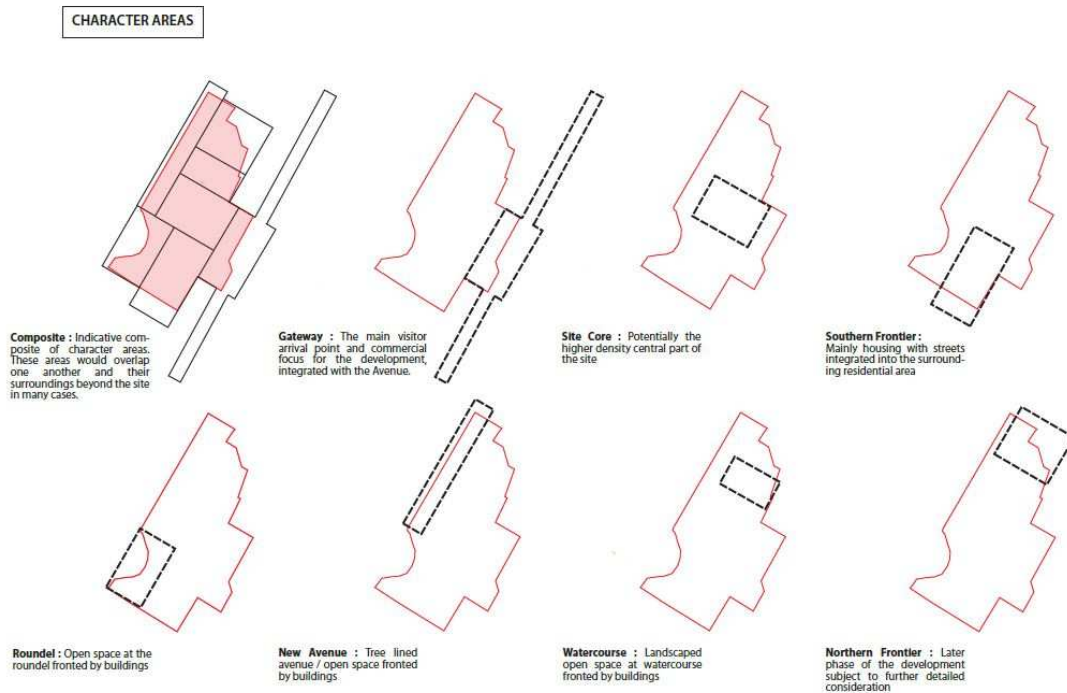 CHARACTER AREAS
Composite : Indicative com-
posite of character areas.
These areas would overlap
one another and their
surroundings beyond the site
in many cases.
Gateway : The main visitor
arrival point and commercial
focus for the development,
integrated with the Avenue.
Site Core : Potentially the
higher density central part of
the site
Southern Frontier :
Mainly housing with streets
integrated into the surround-
ing residential area
Roundel : Open space at the
roundel fronted by buildings
New Avenue : Tree lined
avenue / open space fronted
by buildings
Watercourse : Landscaped
open space at watercourse
fronted by buildings
Northern Frontier : Later
phase of the development
subject to further detailed
consideration